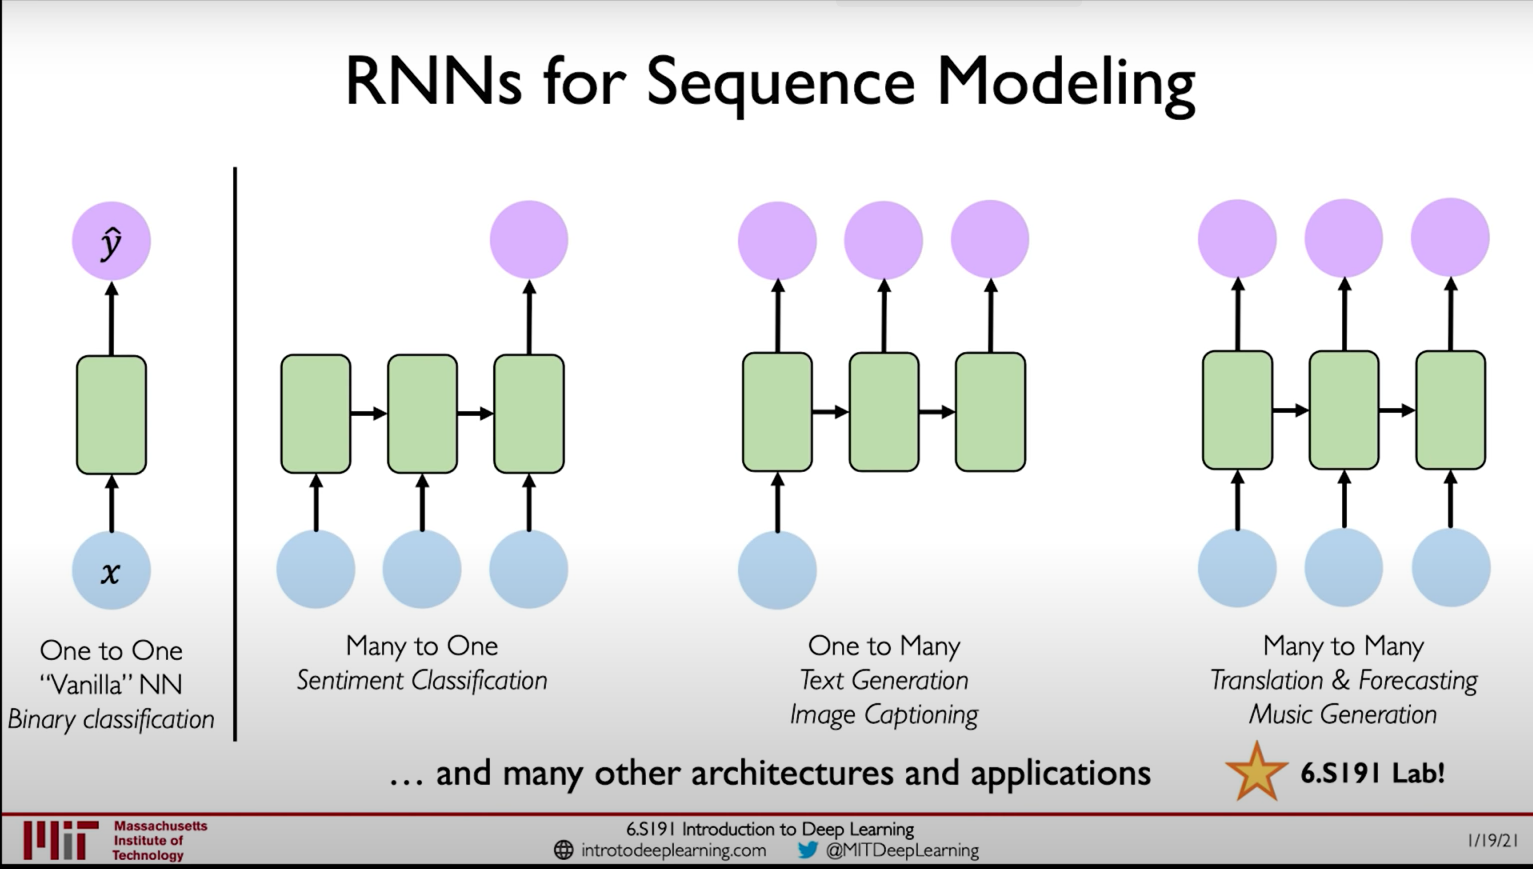 RNNs for Sequence Modeling
ŷ
x
One to One
“Vanilla” NN
Binary classification
Many to One
Sentiment Classification
One to Many
Text Generation
Image Captioning
Many to Many
Translation & Forecasting
Music Generation
… and many other architectures and applications
6.S191 Lab!
MIT
Massachusetts
Institute of
Technology
6.S191 Introduction to Deep Learning
introtodeeplearning.com @MITDeepLearning
1/19/21